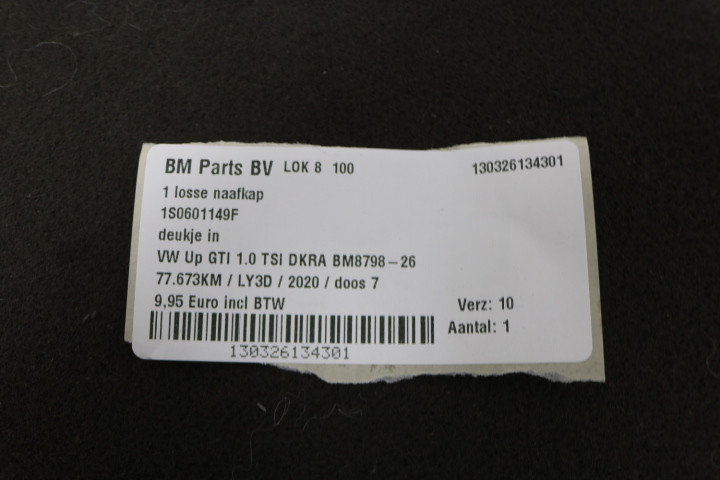 BM Parts BV LOK 8 100 130326134301
1 losse naafkap
1S0601149F
deukje in
VW Up GTI 1.0 TSI DKRA BM8798-26
77.673KM / LY3D / 2020 / doos 7
9,95 Euro incl BTW Verz: 10
Aantal: 1
130326134301